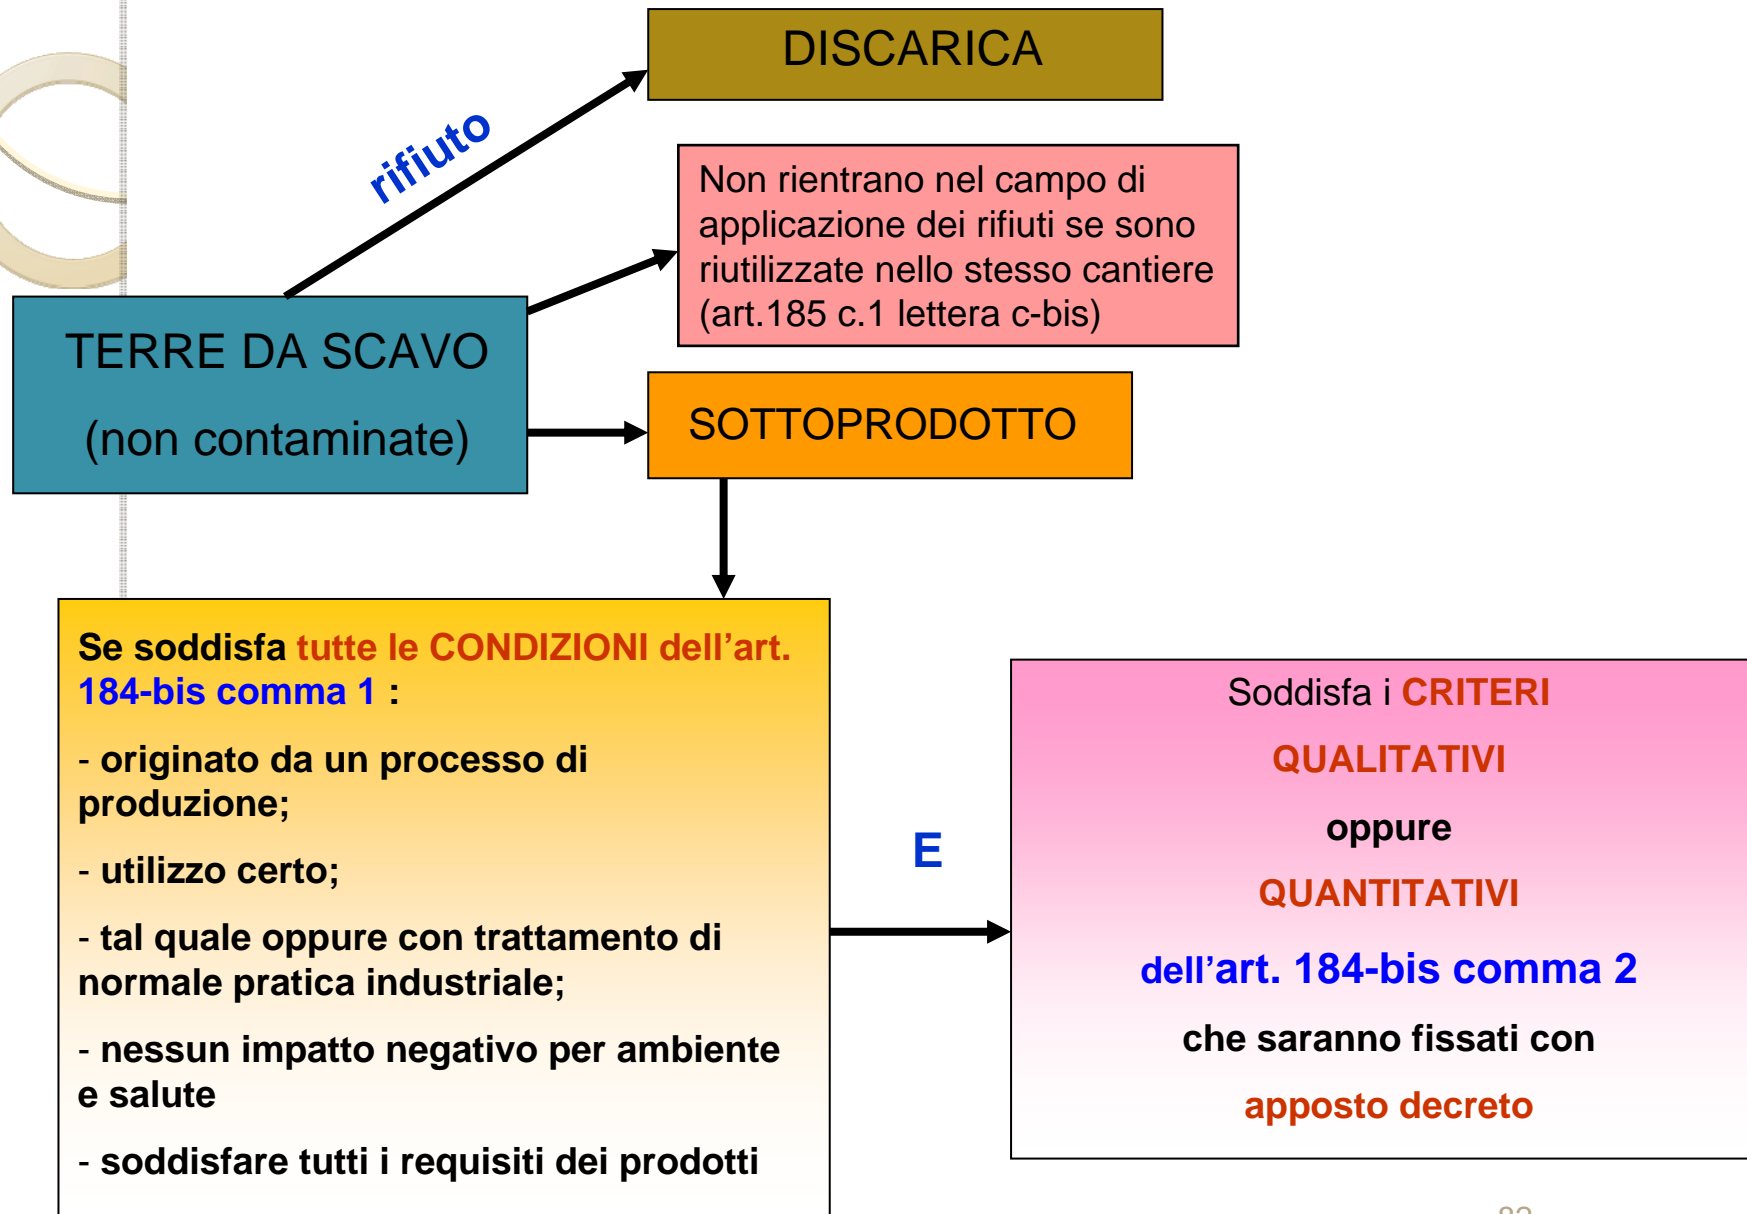 DISCARICA
rifiuto
Non rientrano nel campo di
applicazione dei rifiuti se sono
riutilizzate nello stesso cantiere
(art.185 c.1 lettera c-bis)
TERRE DA SCAVO
(non contaminate)
SOTTOPRODOTTO
Se soddisfa tutte le CONDIZIONI dell’art.
184-bis comma 1 :
- originato da un processo di
produzione;
- utilizzo certo;
- tal quale oppure con trattamento di
normale pratica industriale;
- nessun impatto negativo per ambiente
e salute
- soddisfare tutti i requisiti dei prodotti
E
Soddisfa i CRITERI
QUALITATIVI
oppure
QUANTITATIVI
dell’art. 184-bis comma 2
che saranno fissati con
apposto decreto